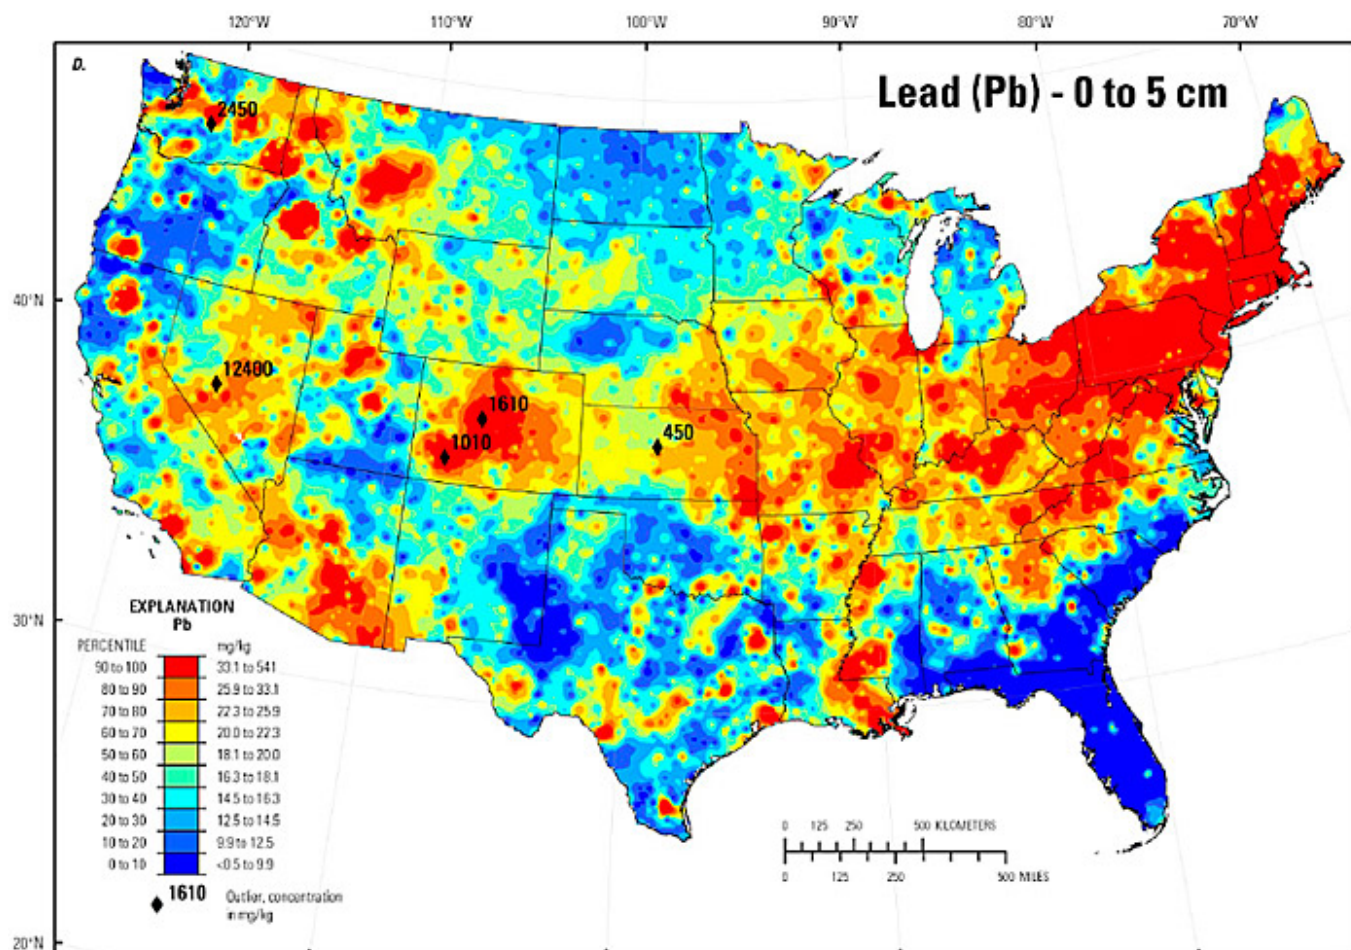 120°W 110°W 100°W 90°W 80°W 70°W
D.
Lead (Pb) - 0 to 5 cm
2450
40°N
12400
1610
1010
450
30°N
EXPLANATION
Pb
PERCENTILE mg/kg
90 to 100 33.1 to 541
80 to 90 25.9 to 33.1
70 to 80 22.3 to 25.9
60 to 70 20.0 to 22.3
50 to 60 18.1 to 20.0
40 to 50 16.3 to 18.1
30 to 40 14.5 to 16.3
20 to 30 12.5 to 14.5
10 to 20 9.9 to 12.5
0 to 10 <0.5 to 9.9
1610 Outlier, concentration
in mg/kg
0 125 250 500 KILOMETERS
0 125 250 500 MILES
20°N